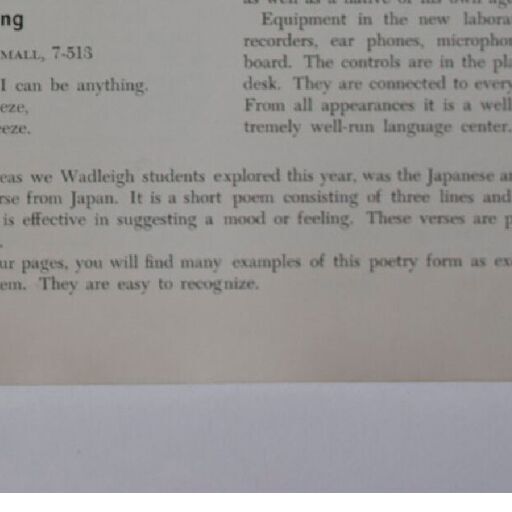 ng
MALL, 7-513
I can be anything.
eze,
eze.
Equipment in the new labora
recorders, ear phones, microphon
board. The controls are in the pla
desk. They are connected to every
From all appearances it is a well
tremely well-run language center.
eas we Wadleigh students explored this year, was the Japanese a
rse from Japan. It is a short poem consisting of three lines and
is effective in suggesting a mood or feeling. These verses are p
.
ur pages, you will find many examples of this poetry form as ex
em. They are easy to recognize.